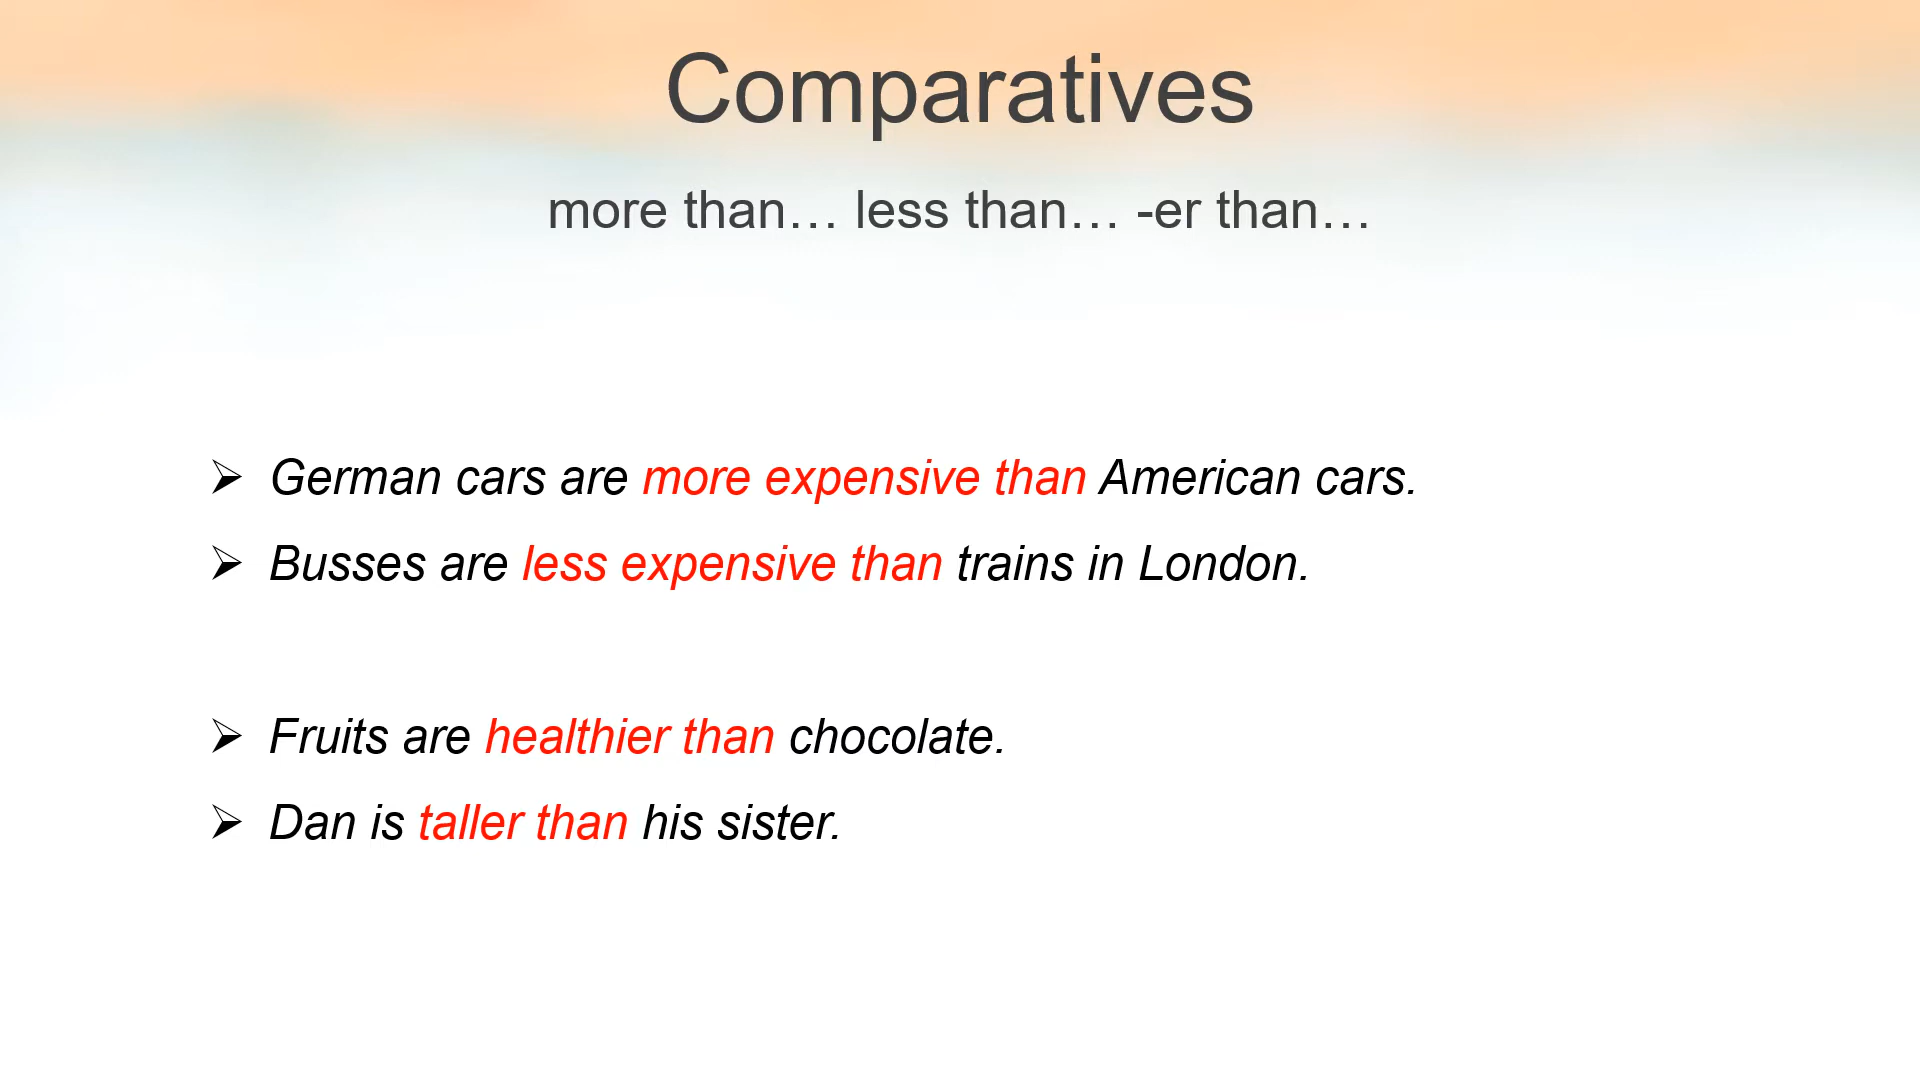 Comparatives
more than… less than… -er than…
➢ German cars are more expensive than American cars.
➢ Busses are less expensive than trains in London.
➢ Fruits are healthier than chocolate.
➢ Dan is taller than his sister.